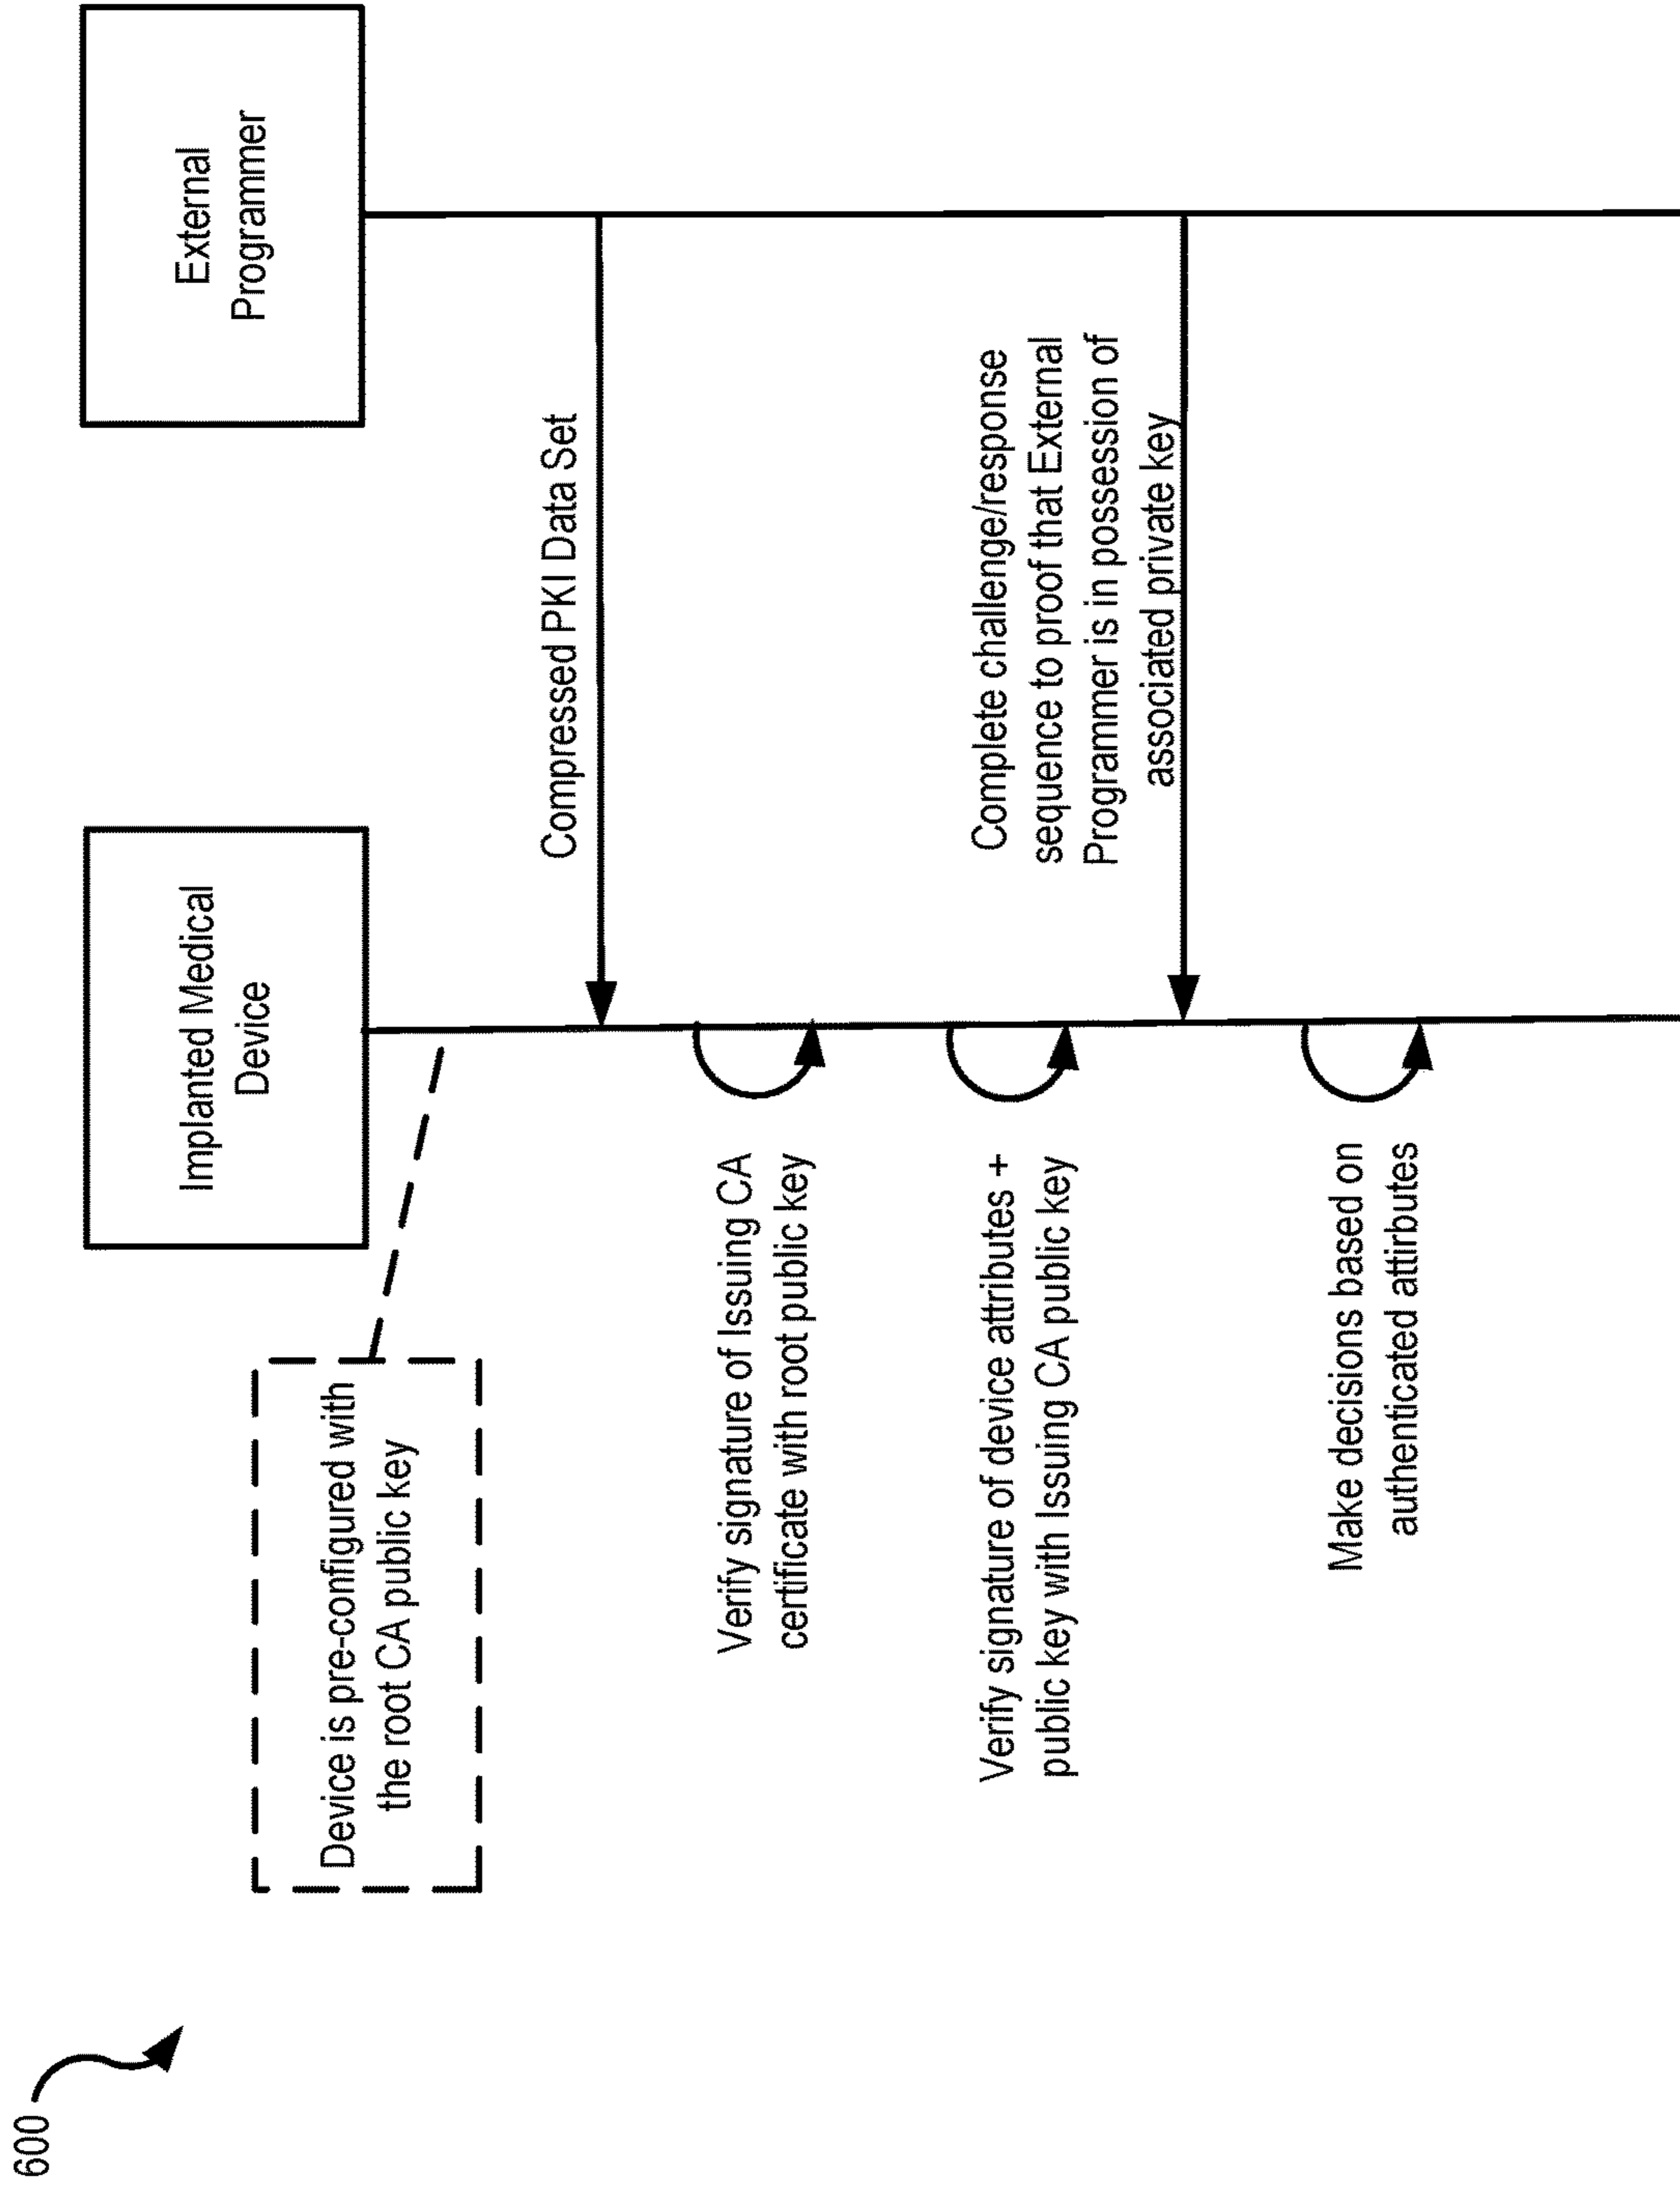 600
Device is pre-configured with
the root CA public key
Implanted Medical
Device
External
Programmer
Compressed PKI Data Set
Verify signature of Issuing CA
certificate with root public key
Verify signature of device attributes +
public key with Issuing CA public key
Complete challenge/response
sequence to proof that External
Programmer is in possession of
associated private key
Make decisions based on
authenticated attirbutes